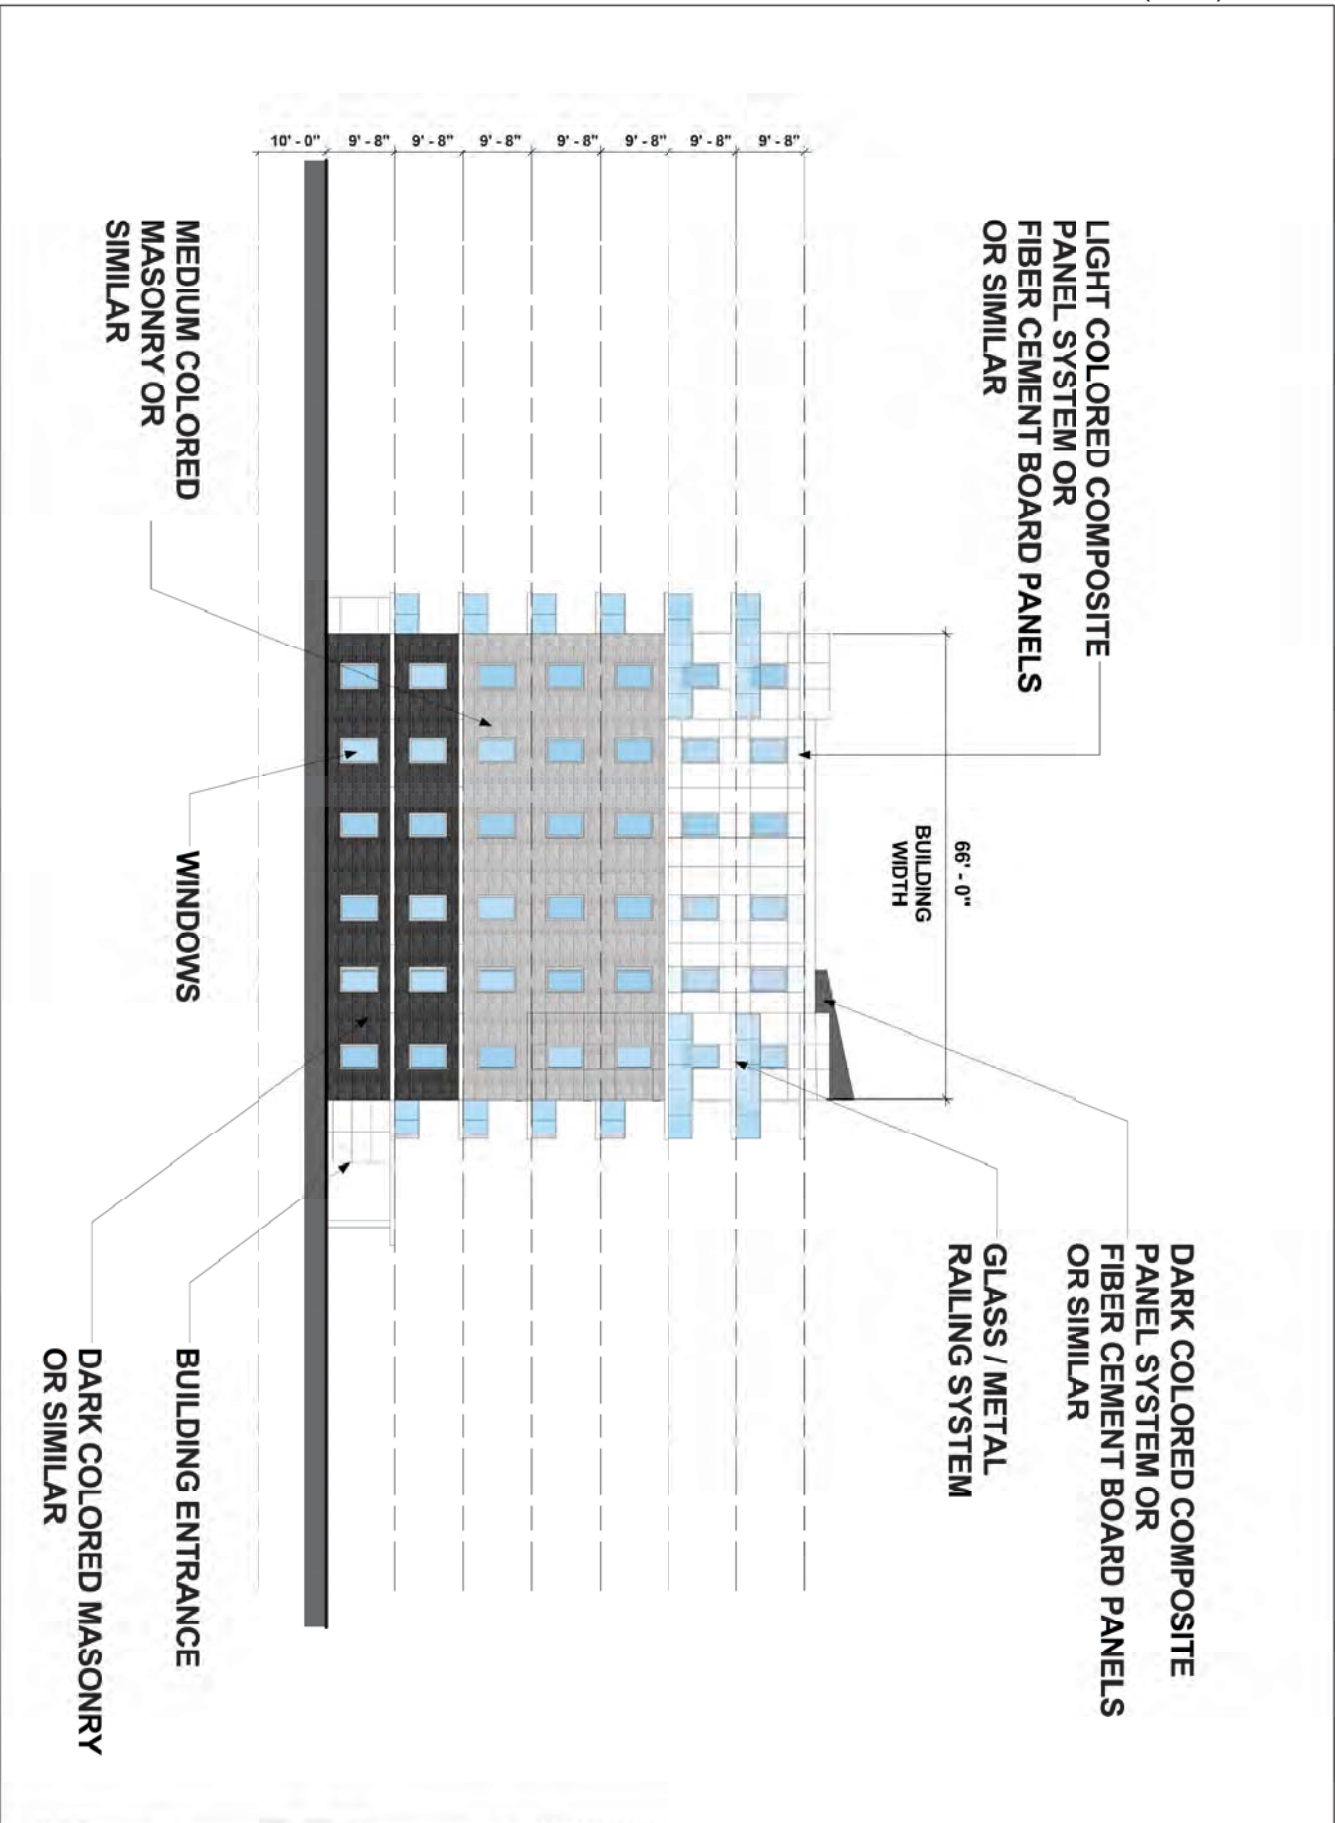 10' - 0"
9' - 8"
9' - 8"
9' - 8"
9' - 8"
9' - 8"
9' - 8"
9' - 8"
LIGHT COLORED COMPOSITE
PANEL SYSTEM OR
FIBER CEMENT BOARD PANELS
OR SIMILAR
66' - 0"
BUILDING
WIDTH
DARK COLORED COMPOSITE
PANEL SYSTEM OR
FIBER CEMENT BOARD PANELS
OR SIMILAR
GLASS / METAL
RAILING SYSTEM
MEDIUM COLORED
MASONRY OR
SIMILAR
WINDOWS
BUILDING ENTRANCE
DARK COLORED MASONRY
OR SIMILAR